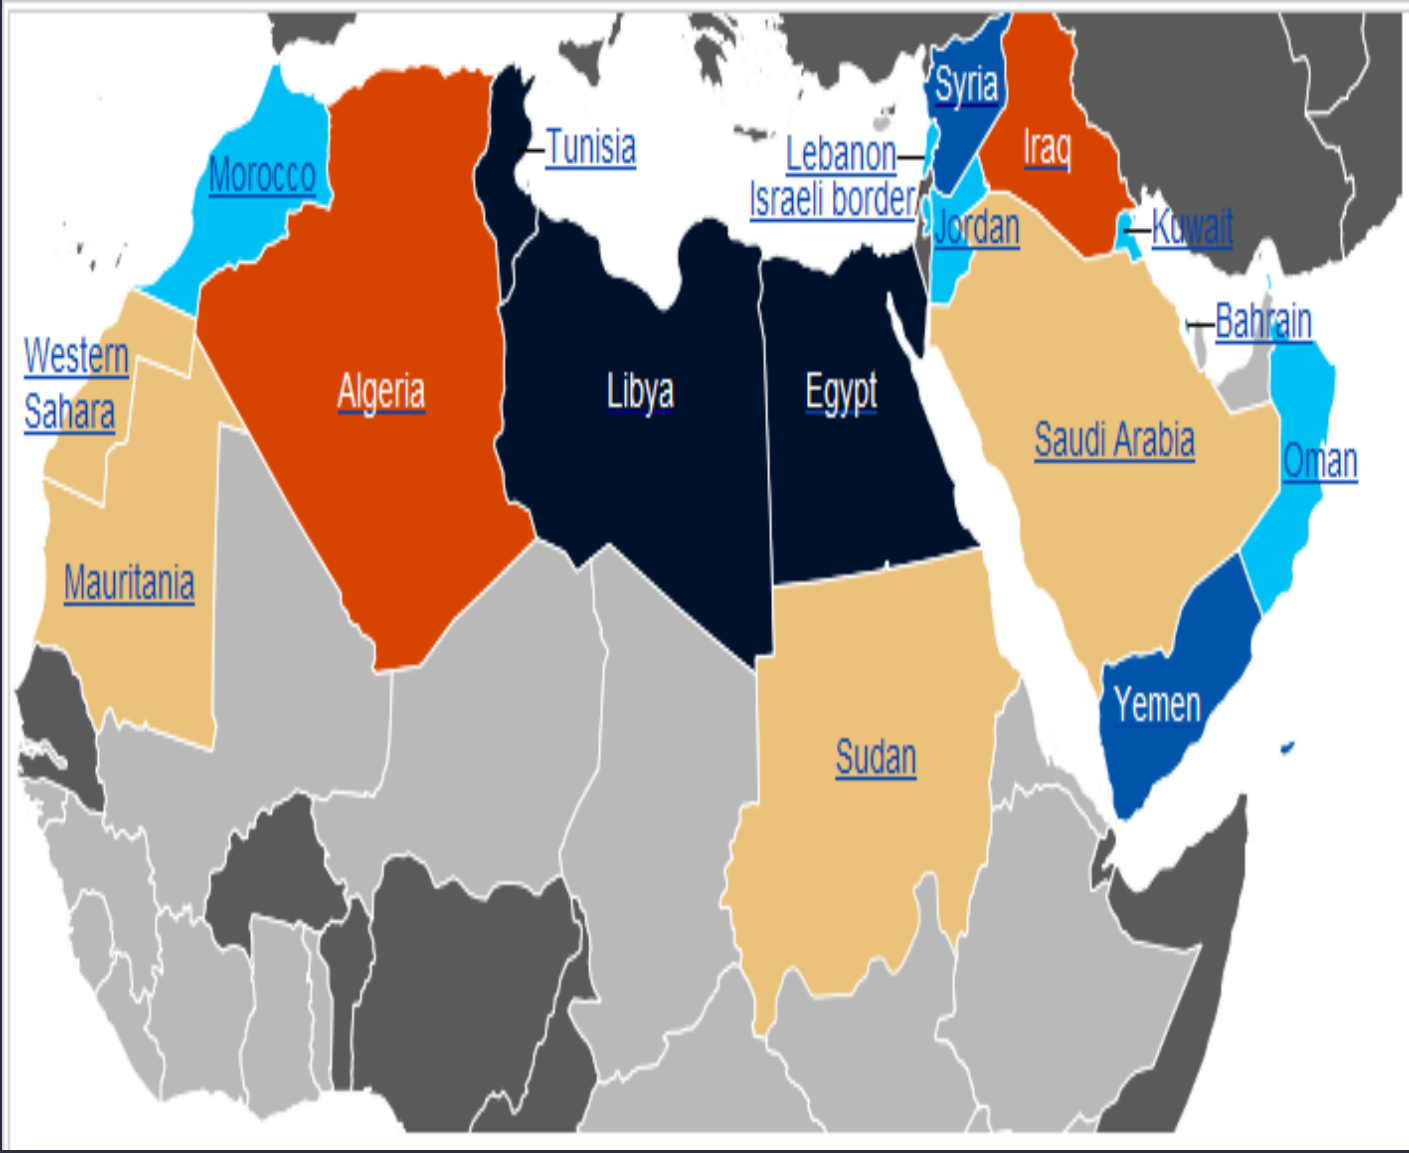 Syria
Tunisia
Lebanon
Iraq
Morocco
Israeli border
Jordan
Kuwait
Bahrain
Western
Sahara
Algeria
Libya
Egypt
Saudi Arabia
Oman
Mauritania
Yemen
Sudan